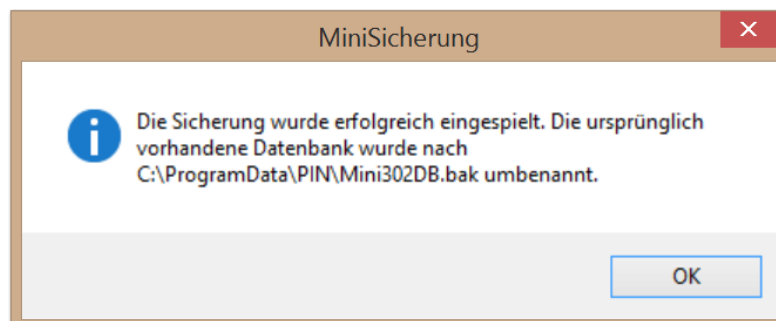 MiniSicherung
Die Sicherung wurde erfolgreich eingespielt. Die ursprünglich
vorhandene Datenbank wurde nach
C:\ProgramData\PIN\Mini302DB.bak umbenannt.
OK